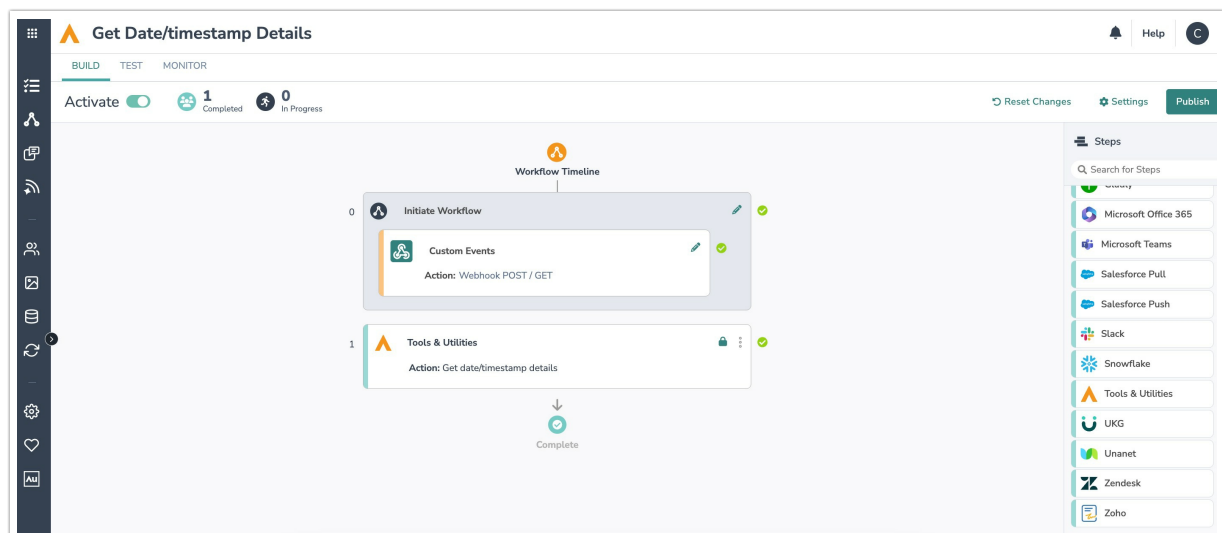 Get Date/timestamp Details
Help
C
BUILD TEST MONITOR
Activate
1
Completed
0
In Progress
Reset Changes
Settings
Publish
Workflow Timeline
0
Initiate Workflow
Custom Events
Action: Webhook POST / GET
1
Tools & Utilities
Action: Get date/timestamp details
Complete
Steps
Search for Steps
Microsoft Office 365
Microsoft Teams
Salesforce Pull
Salesforce Push
Slack
Snowflake
Tools & Utilities
UKG
Unanet
Zendesk
Zoho
Au